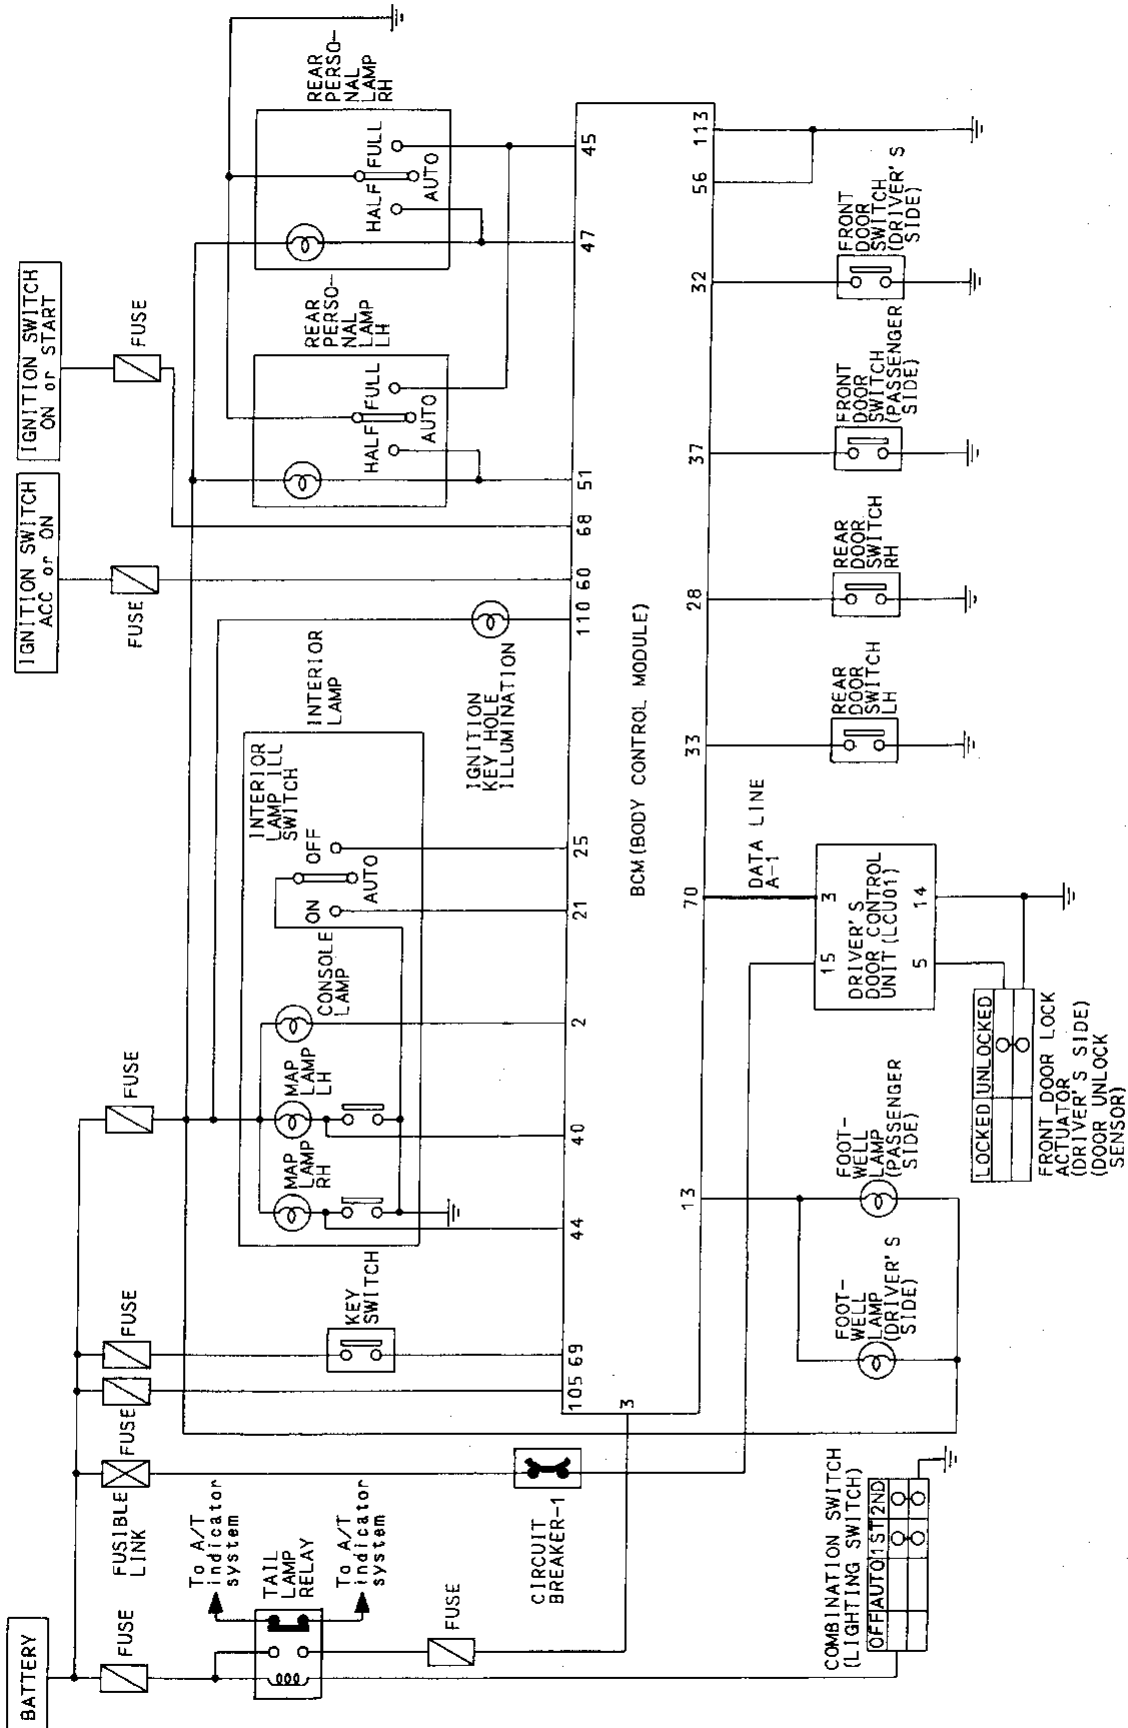 BATTERY
FUSE
FUSIBLE
LINK
FUSE
FUSE
FUSE
IGNITION SWITCH
ACC or ON
FUSE
IGNITION SWITCH
ON or START
FUSE
To A/T
indicator
system
TAIL
LAMP
RELAY
To A/T
indicator
system
FUSE
CIRCUIT
BREAKER-1
KEY
SWITCH
MAP
LAMP
RH
MAP
LAMP
LH
CONSOLE
LAMP
INTERIOR
LAMP ILL
SWITCH
ON
OFF
AUTO
INTERIOR
LAMP
IGNITION
KEY HOLE
ILLUMINATION
REAR
PERSO-
NAL
LAMP
LH
HALF
FULL
AUTO
REAR
PERSO-
NAL
LAMP
RH
HALF
FULL
AUTO
105
69
44
40
2
21
25
110
60
68
51
47
45
3
BCM(BODY CONTROL MODULE)
13
70
33
28
37
32
56
113
DATA LINE
A-1
COMBINATION SWITCH
(LIGHTING SWITCH)
OFF AUTO 1ST 2ND
FOOT-
WELL
LAMP
(DRIVER'S
SIDE)
FOOT-
WELL
LAMP
(PASSENGER
SIDE)
15
3
DRIVER'S
DOOR CONTROL
UNIT(LCU01)
5
14
LOCKED UNLOCKED
FRONT DOOR LOCK
ACTUATOR
(DRIVER'S SIDE)
(DOOR UNLOCK
SENSOR)
REAR
DOOR
SWITCH
LH
REAR
DOOR
SWITCH
RH
FRONT
DOOR
SWITCH
(PASSENGER
SIDE)
FRONT
DOOR
SWITCH
(DRIVER'S
SIDE)